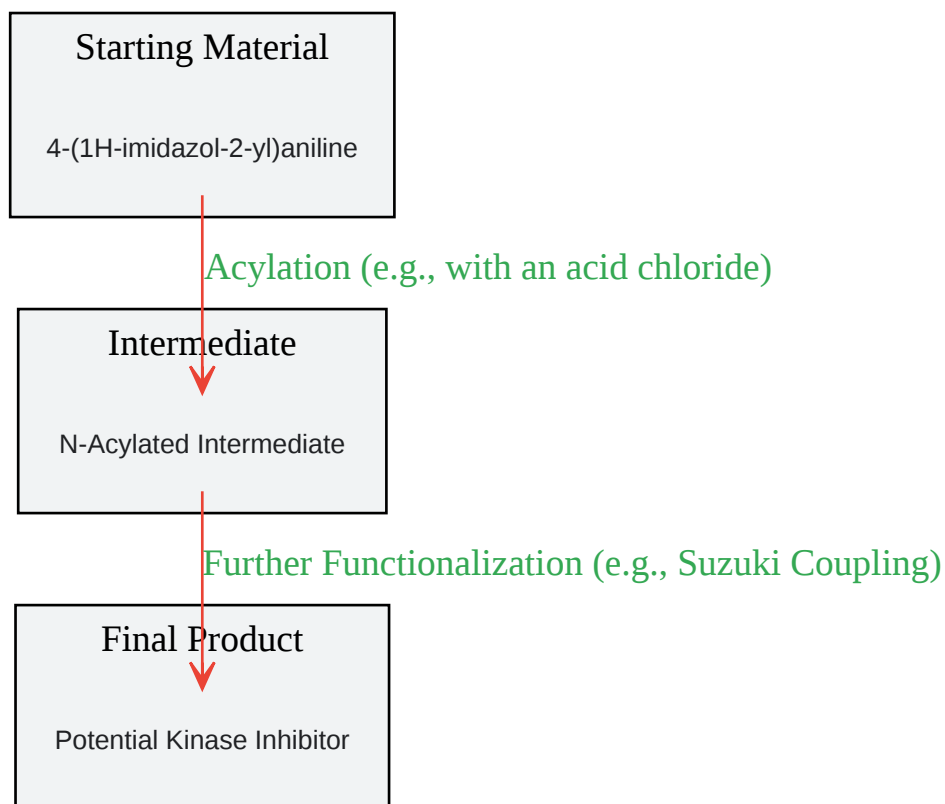 Starting Material
4-(1H-imidazol-2-yl)aniline
Acylation (e.g., with an acid chloride)
Intermediate
N-Acylated Intermediate
Further Functionalization (e.g., Suzuki Coupling)
Final Product
Potential Kinase Inhibitor